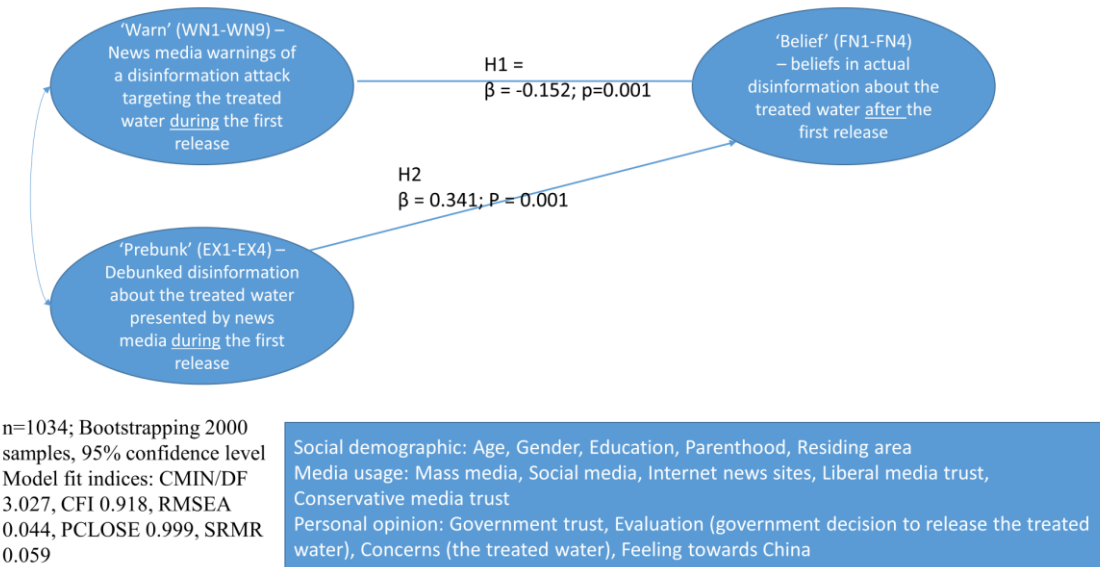 ‘Warn’ (WN1-WN9) –
News media warnings of
a disinformation attack
targeting the treated
water during the first
release
H1 =
β = -0.152; p=0.001
‘Belief’ (FN1-FN4)
– beliefs in actual
disinformation about the
treated water after the
first release
H2
β = 0.341; P = 0.001
‘Prebunk’ (EX1-EX4) –
Debunked disinformation
about the treated water
presented by news
media during the first
release
n=1034; Bootstrapping 2000
samples, 95% confidence level
Model fit indices: CMIN/DF
3.027, CFI 0.918, RMSEA
0.044, PCLOSE 0.999, SRMR
0.059
Social demographic: Age, Gender, Education, Parenthood, Residing area
Media usage: Mass media, Social media, Internet news sites, Liberal media trust,
Conservative media trust
Personal opinion: Government trust, Evaluation (government decision to release the treated
water), Concerns (the treated water), Feeling towards China